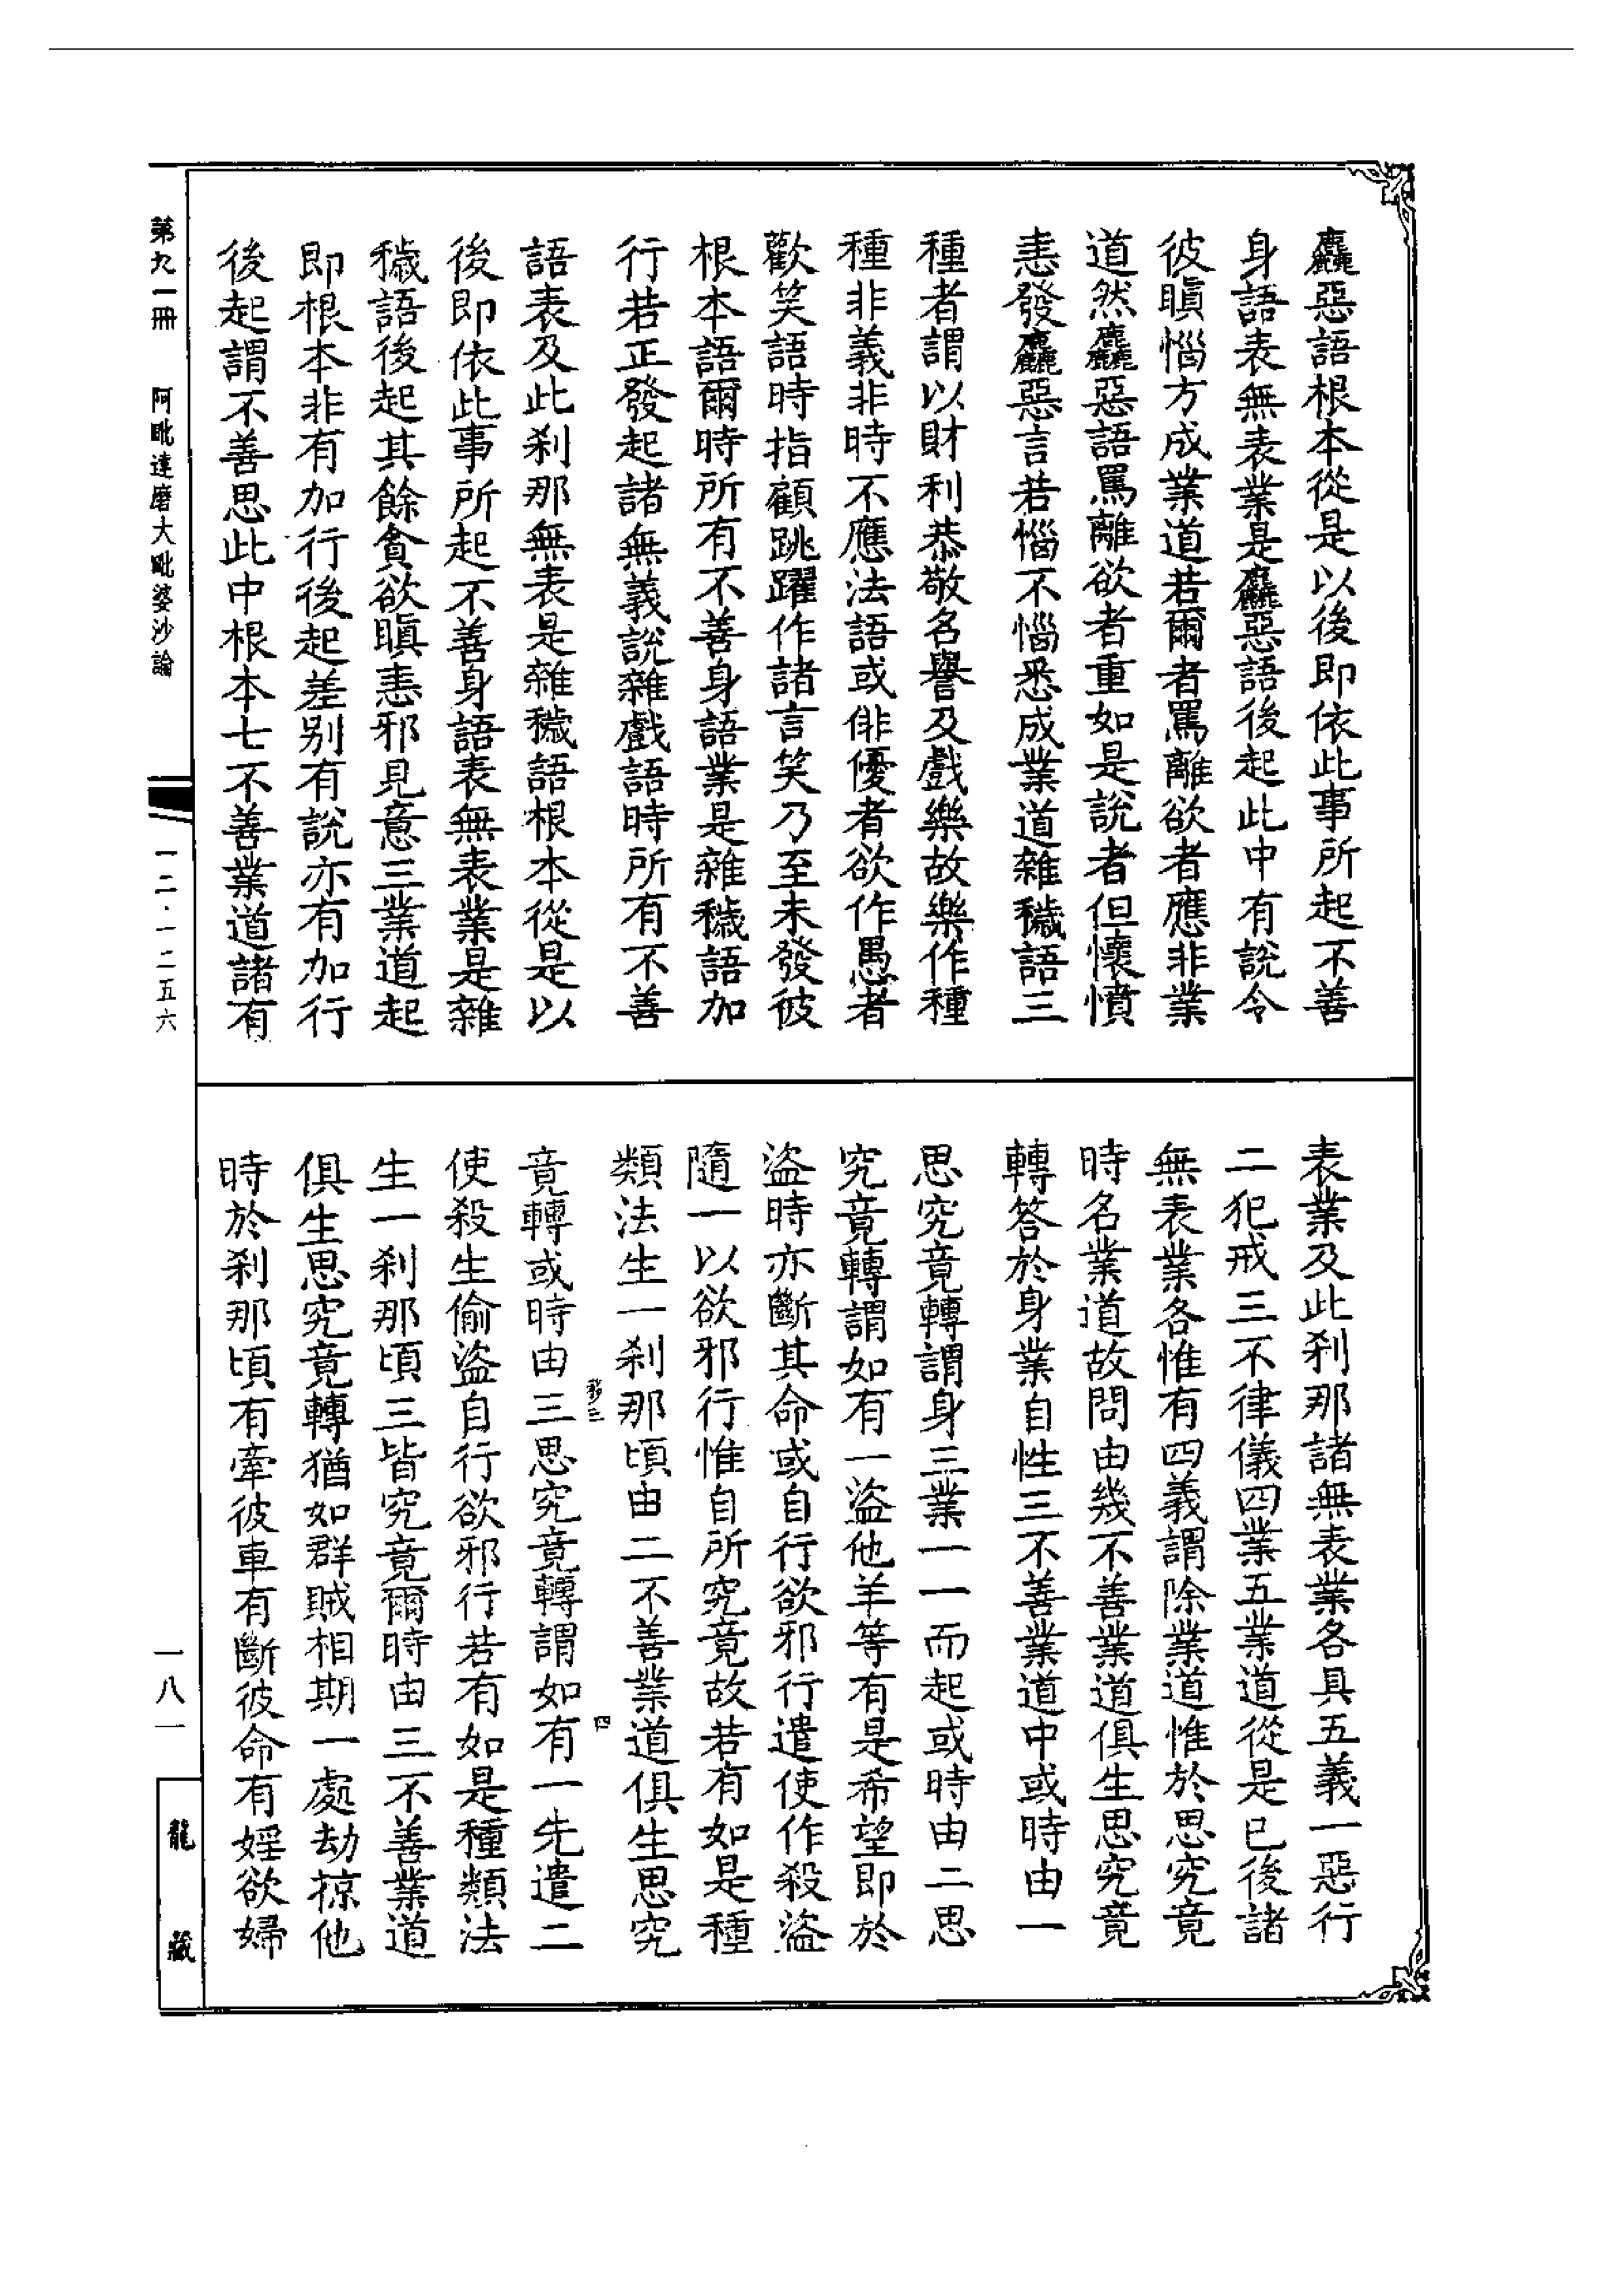 麤惡語根本從是以後即依此事所起不善
身語表無表業是麤惡語後起此中有說令
彼瞋惱方成業道若爾者罵離欲者應非業
道然麤惡語罵離欲者重如是說者但懷憤
恚發麤惡言若惱不惱悉成業道雜穢語三
種者謂以財利恭敬名譽及戲樂故樂作種
種非義非時不應法語或俳優者欲作愚者
歡笑語時指顧跳躍作諸言笑乃至未發彼
根本語爾時所有不善身語業是雜穢語加
行若正發起諸無義說雜戲語時所有不善
語表及此刹那無表是雜穢語根本從是以
後即依此事所起不善身語表無表業是雜
穢語後起其餘貪欲瞋恚邪見意三業道起
即根本非有加行後起差別有說亦有加行
後起謂不善思此中根本七不善業道諸有
表業及此刹那諸無表業各具五義一惡行
二犯戒三不律儀四業五業道從是已後諸
無表業各惟有四義謂除業道惟於思究竟
時名業道故問由幾不善業道俱生思究竟
轉答於身業自性三不善業道中或時由一
思究竟轉謂身三業一一而起或時由二思
究竟轉謂如有一盜他羊等有是希望即於
盜時亦斷其命或自行欲邪行遣使作殺盜
隨一以欲邪行惟自所究竟故若有如是種
類法生一刹那頃由二不善業道俱生思究
竟轉或時由三思究竟轉謂如有一先遣二
使殺生偷盜自行欲邪行若有如是種類法
生一刹那頃三皆究竟爾時由三不善業道
俱生思究竟轉猶如群賊相期一處劫掠他
時於刹那頃有牽彼車有斷彼命有婬欲婦
第九一冊 阿毗達磨大毗婆沙論
一二·一二五六
一八一
龍藏
四